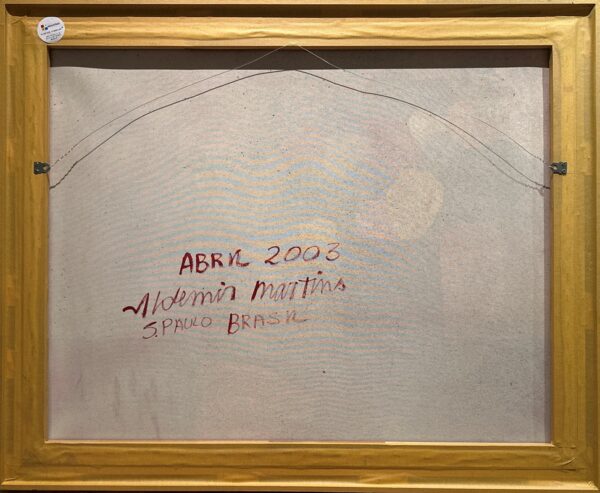 ABRIL 2003
Aldemir Martins
S. PAULO BRASIL